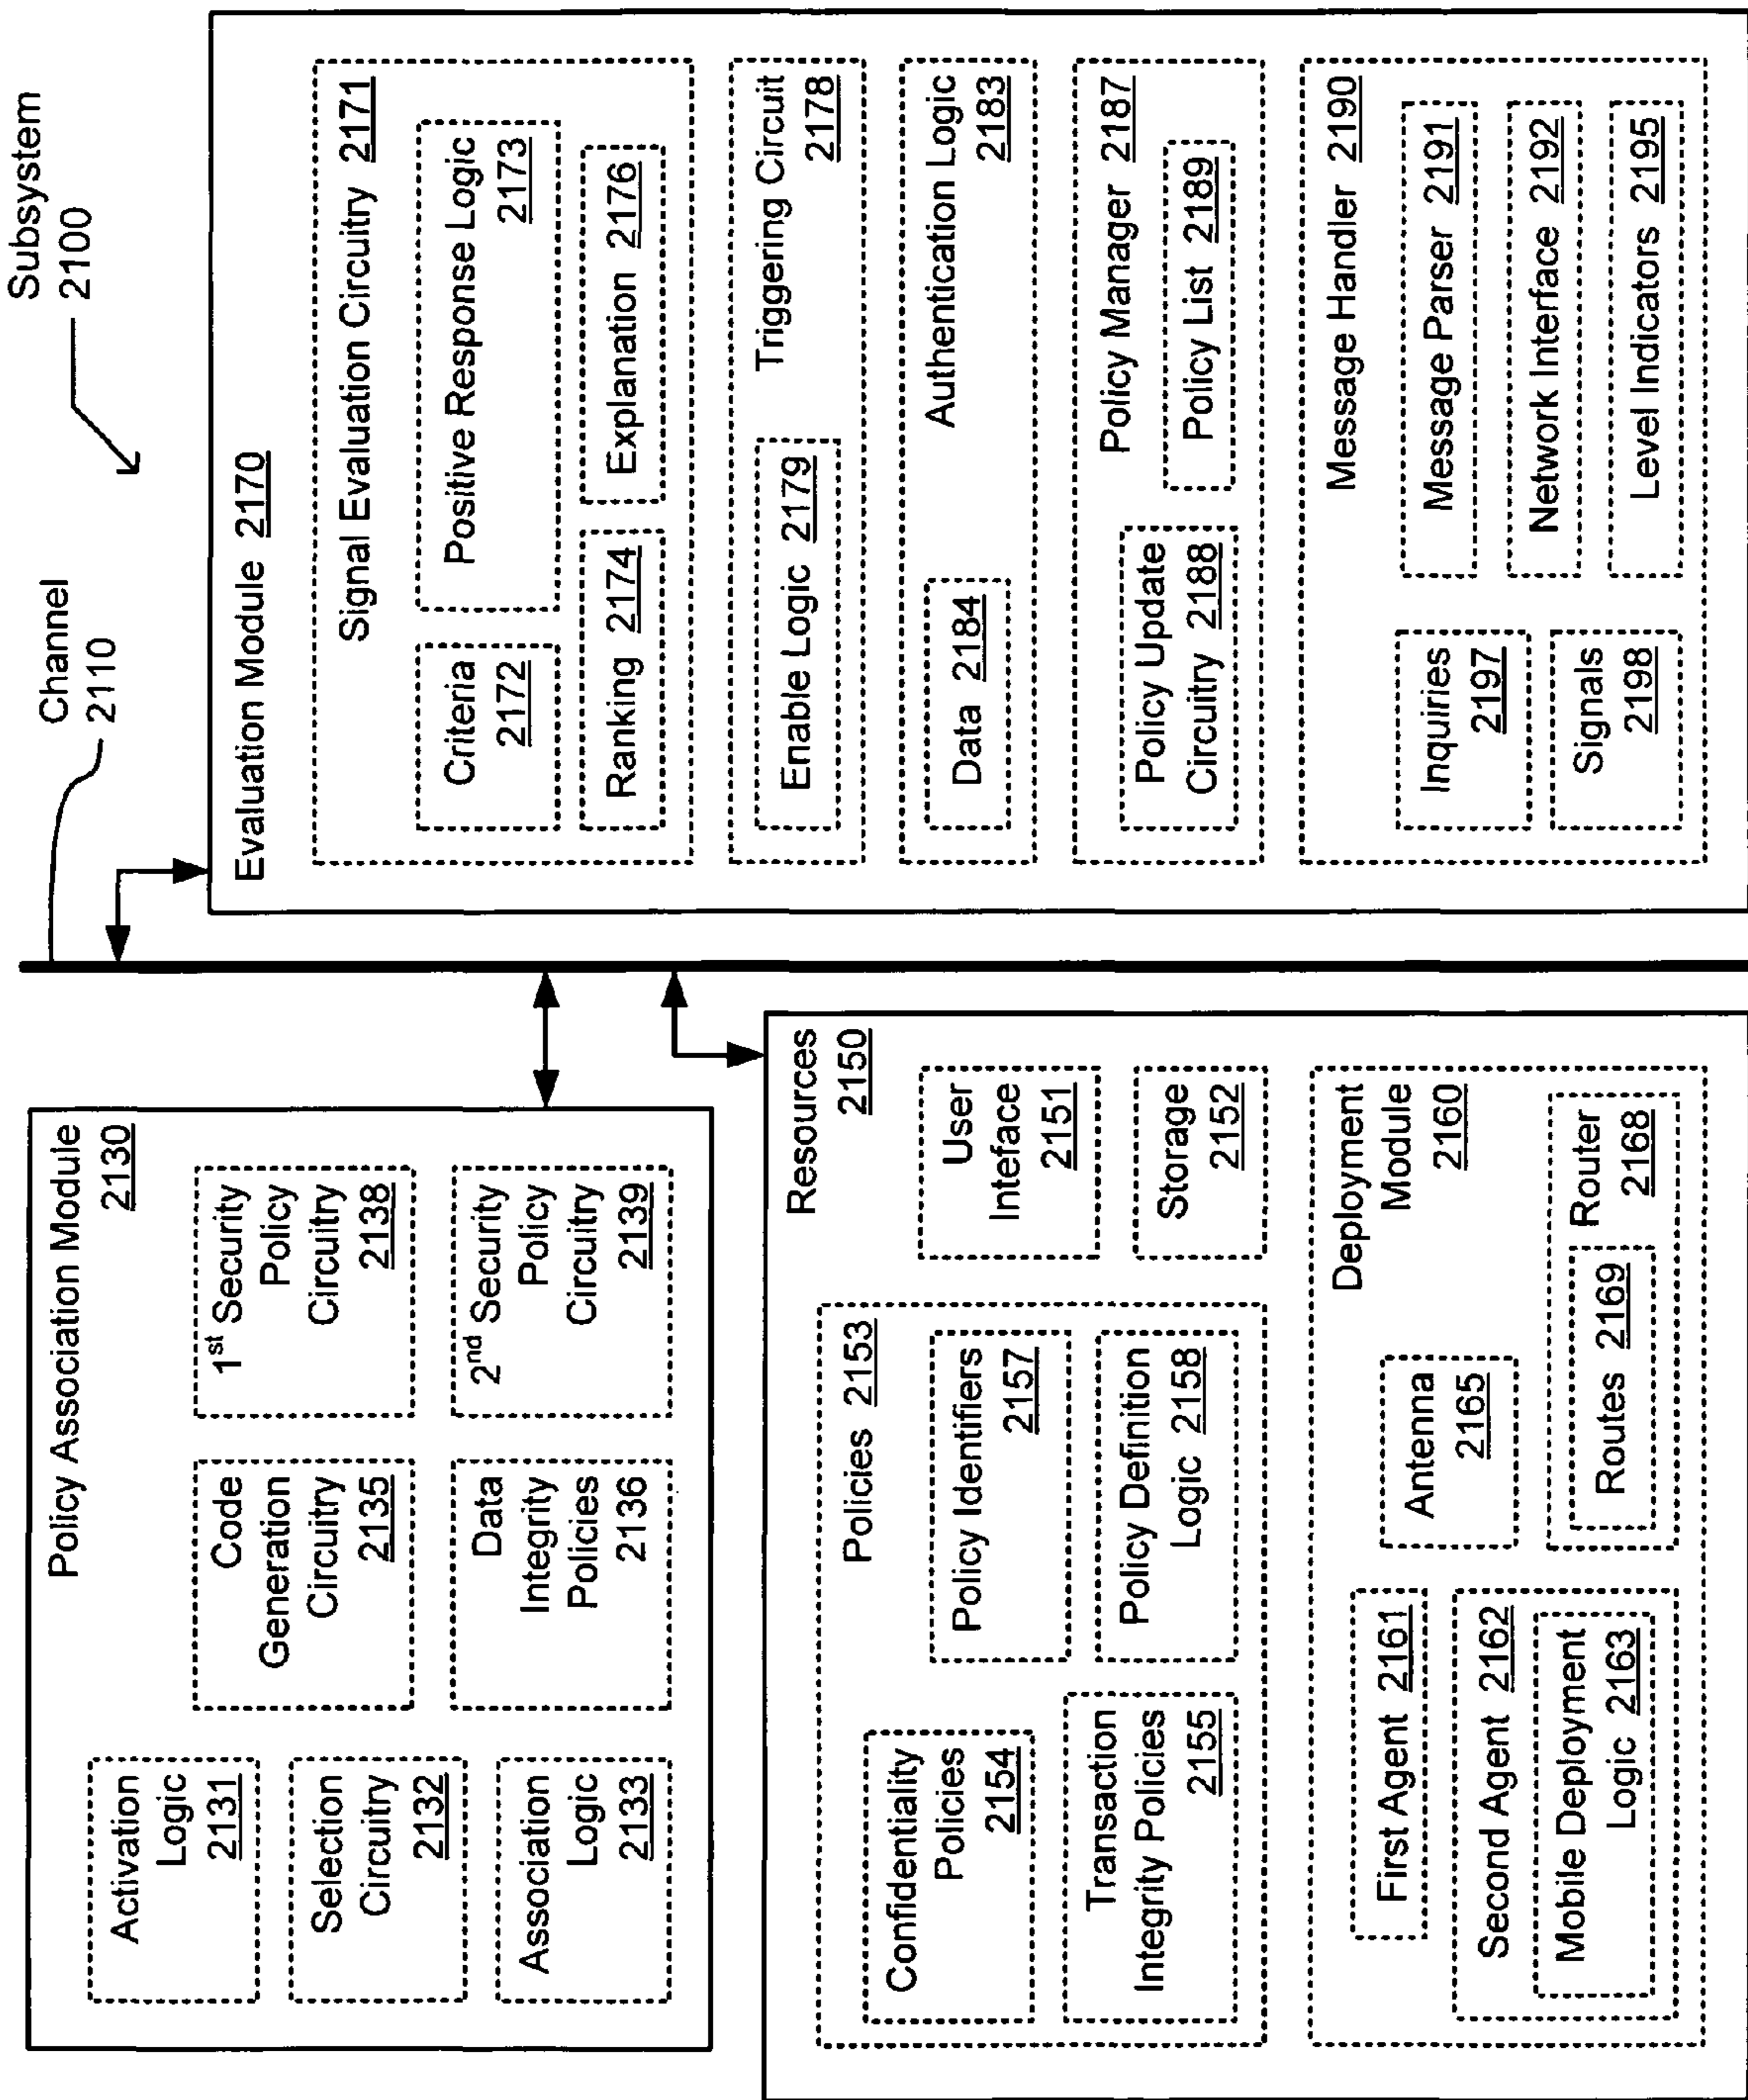 Subsystem
2100
Channel
2110
Policy Association Module
2130
Activation
Logic
2131
Selection
Circuitry
2132
Association
Logic
2133
Code
Generation
Circuitry
2135
Data
Integrity
Policies
2136
1st Security
Policy
Circuitry
2138
2nd Security
Policy
Circuitry
2139
Resources
2150
Policies 2153
Confidentiality
Policies
2154
Transaction
Integrity Policies
2155
Policy Identifiers
2157
Policy Definition
Logic 2158
User
Inteface
2151
Storage
2152
Deployment
Module
2160
First Agent 2161
Second Agent 2162
Mobile Deployment
Logic 2163
Antenna
2165
Router
2168
Routes 2169
Evaluation Module 2170
Signal Evaluation Circuitry 2171
Criteria
2172
Positive Response Logic
2173
Ranking 2174
Explanation 2176
Triggering Circuit
2178
Enable Logic 2179
Authentication Logic
2183
Data 2184
Policy Manager 2187
Policy Update
Circuitry 2188
Policy List 2189
Message Handler 2190
Message Parser 2191
Network Interface 2192
Level Indicators 2195
Inquiries
2197
Signals
2198